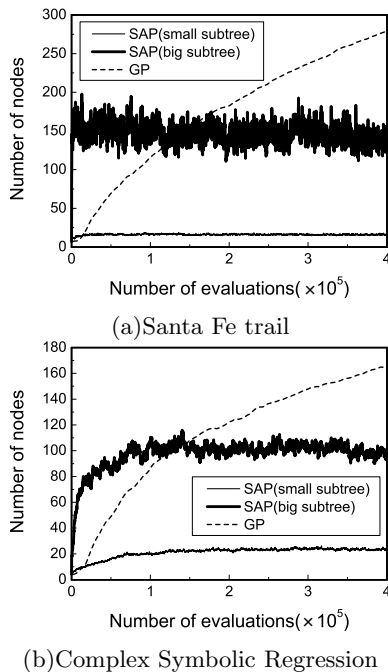 300
250
200
150
100
50
0
Number of nodes
SAP(small subtree)
SAP(big subtree)
GP
0 1 2 3 4
Number of evaluations(×10⁵)
(a)Santa Fe trail
180
160
140
120
100
80
60
40
20
0
Number of nodes
SAP(small subtree)
SAP(big subtree)
GP
0 1 2 3 4
Number of evaluations(×10⁵)
(b)Complex Symbolic Regression